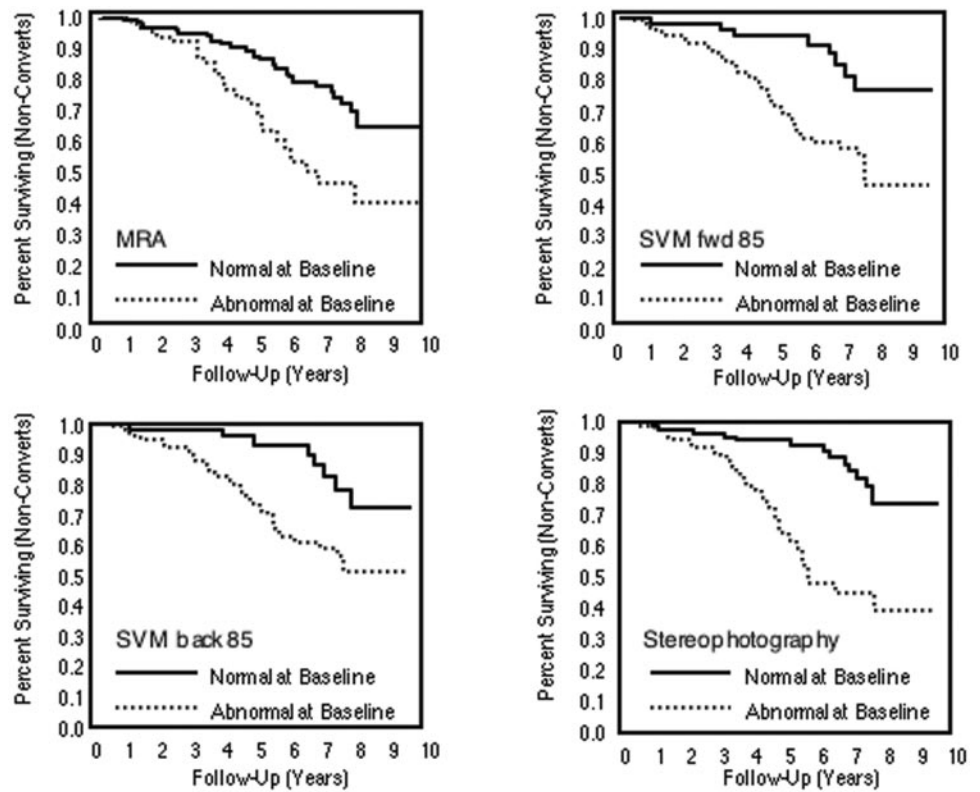 Percent Surviving (Non-Converts)
1.0
0.9
0.8
0.7
0.6
0.5
0.4
0.3
0.2
0.1
0.0
MRA
Normal at Baseline
Abnormal at Baseline
0 1 2 3 4 5 6 7 8 9 10
Follow-Up (Years)
Percent Surviving (Non-Converts)
1.0
0.9
0.8
0.7
0.6
0.5
0.4
0.3
0.2
0.1
0.0
SVM fwd 85
Normal at Baseline
Abnormal at Baseline
0 1 2 3 4 5 6 7 8 9 10
Follow-Up (Years)
Percent Surviving (Non-Converts)
1.0
0.9
0.8
0.7
0.6
0.5
0.4
0.3
0.2
0.1
0.0
SVM back 85
Normal at Baseline
Abnormal at Baseline
0 1 2 3 4 5 6 7 8 9 10
Follow-Up (Years)
Percent Surviving (Non-Converts)
1.0
0.9
0.8
0.7
0.6
0.5
0.4
0.3
0.2
0.1
0.0
Stereophotography
Normal at Baseline
Abnormal at Baseline
0 1 2 3 4 5 6 7 8 9 10
Follow-Up (Years)